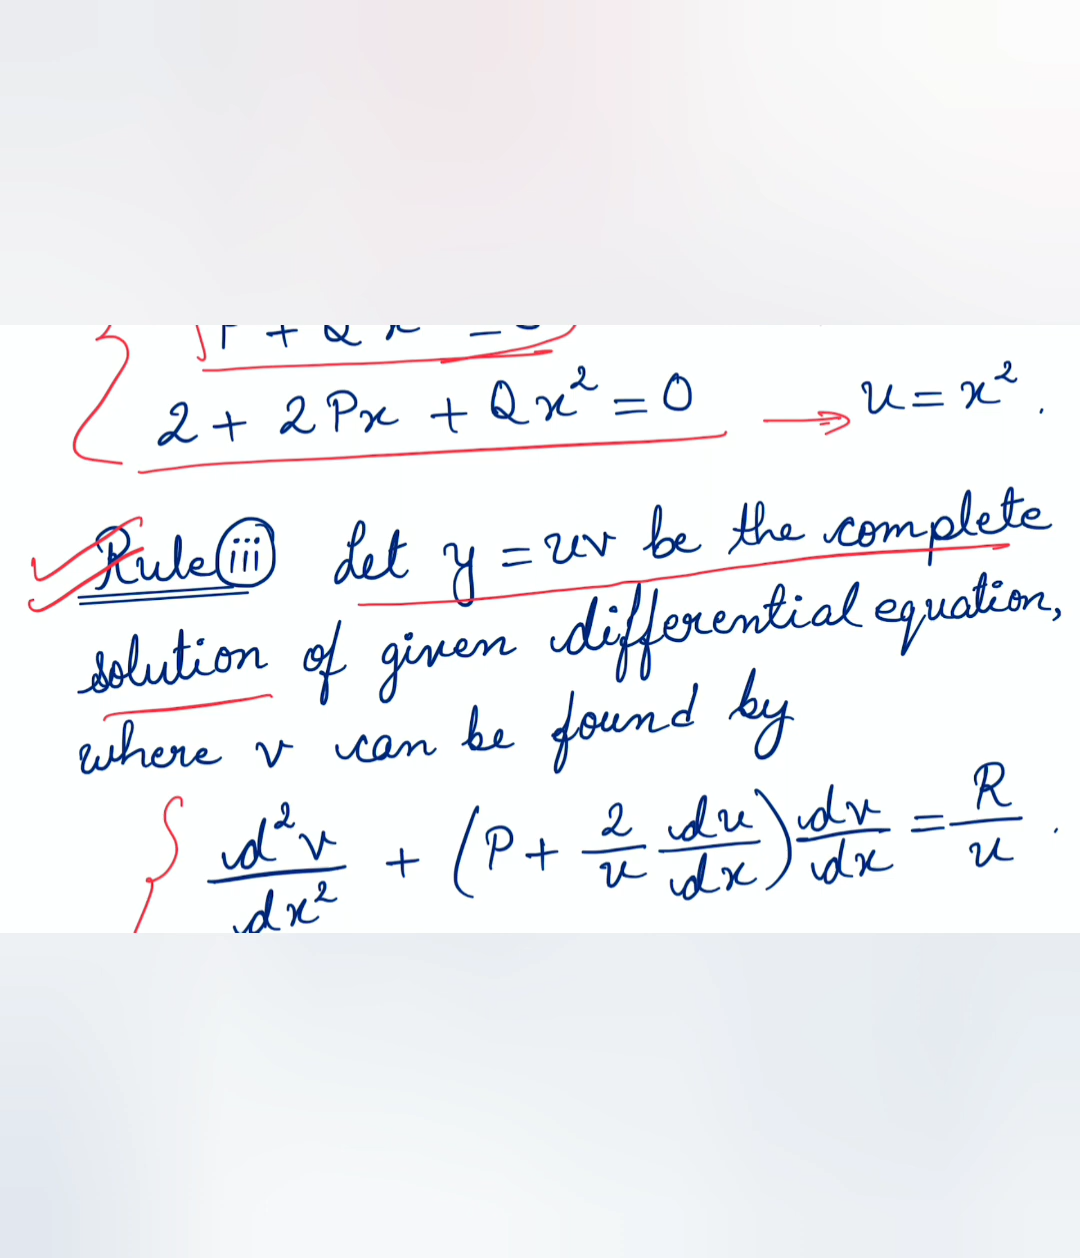 2 + 2Px + Qx² = 0 → u = x².
Rule (iii) Let y = uv be the complete
solution of given differential equation,
where v can be found by
d²v/dx² + (P + 2/u du/dx) dv/dx = R/u.